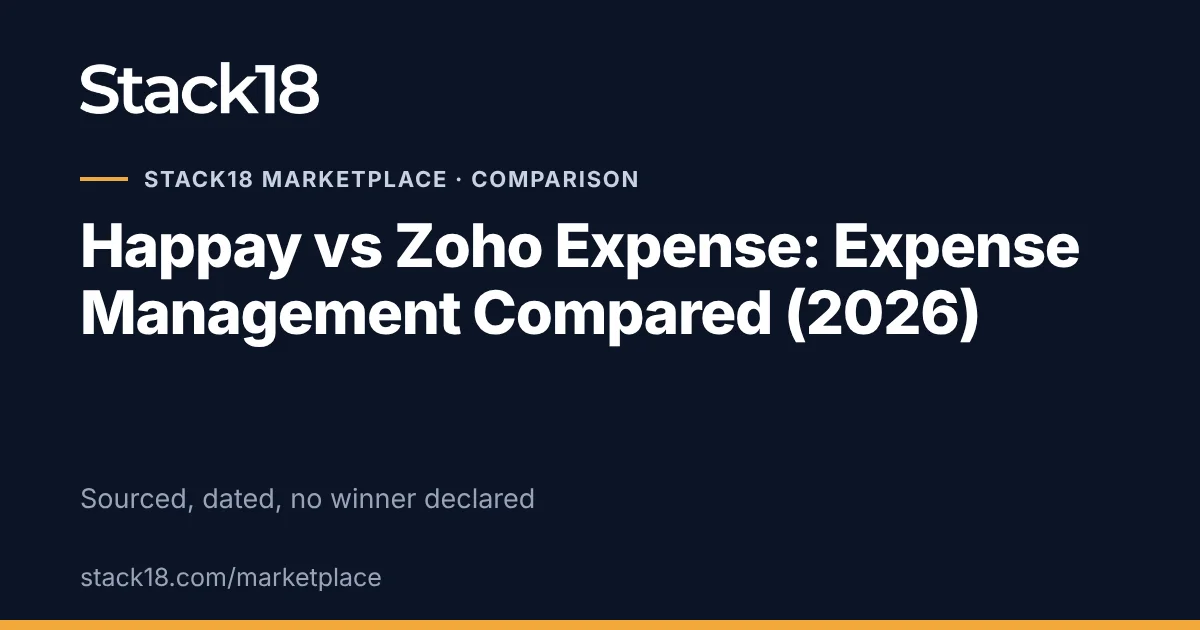 Stack18
STACK18 MARKETPLACE · COMPARISON
Happay vs Zoho Expense: Expense
Management Compared (2026)
Sourced, dated, no winner declared
stack18.com/marketplace